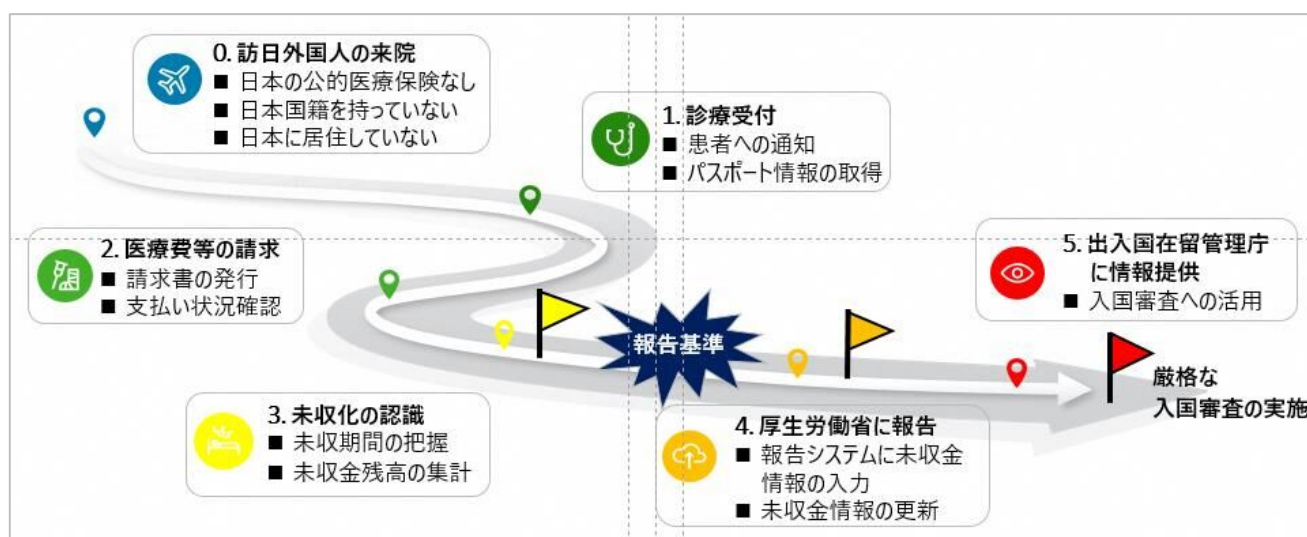 0. 訪日外国人の来院
■ 日本の公的医療保険なし
■ 日本国籍を持っていない
■ 日本に居住していない
1. 診療受付
■ 患者への通知
■ パスポート情報の取得
2. 医療費等の請求
■ 請求書の発行
■ 支払い状況確認
3. 未収化の認識
■ 未収期間の把握
■ 未収金残高の集計
報告基準
4. 厚生労働省に報告
■ 報告システムに未収金
情報の入力
■ 未収金情報の更新
5. 出入国在留管理庁
に情報提供
■ 入国審査への活用
厳格な
入国審査の実施